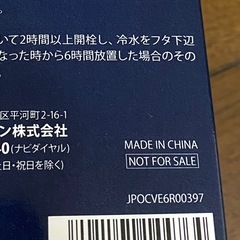 いて2時間以上開栓し、冷水をフタ下辺
なった時から6時間放置した場合のその
区平河町2-16-1
ン株式会社
-0(ナビダイヤル)
土日・祝日を除く)
MADE IN CHINA
NOT FOR SALE
JPOCVE6R00397